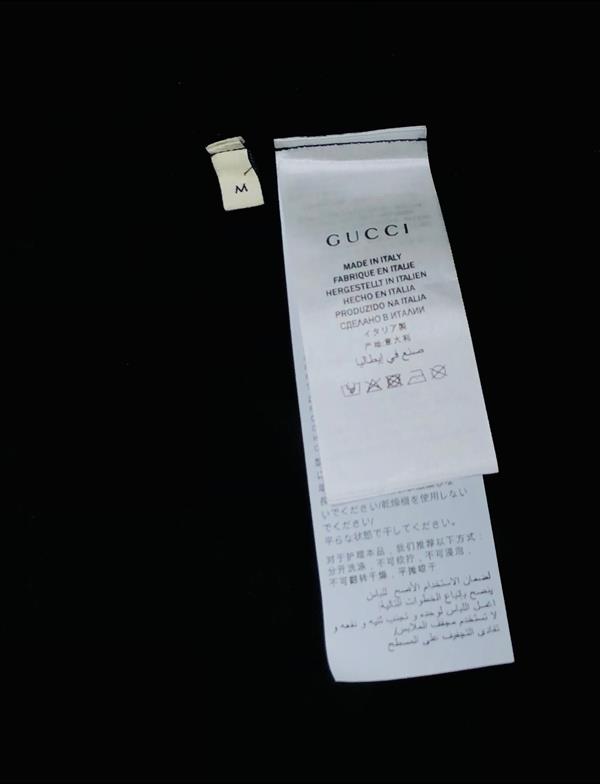 M
GUCCI
MADE IN ITALY
FABRIQUE EN ITALIE
HERGESTELLT IN ITALIEN
HECHO EN ITALIA
PRODUZIDO NA ITALIA
СДЕЛАНО В ИТАЛИИ
イタリア製
产地:意大利
صنع في إيطاليا
いでください/乾燥機を使用しない
でください/
平らな状態で干してください。
对于护理本品，我们推荐以下方式：
分开洗涤，不可绞拧，不可浸泡，
不可翻转干燥，平摊晾干
لضمان الاستخدام الأنصح للباس
ينصح بإتباع الخطوات التالية:
اغسل اللباس لوحده و تجنب ثنيه و نقعه و
لا تستخدم مجفف الملابس/
تفادى التجفيف على المسطح